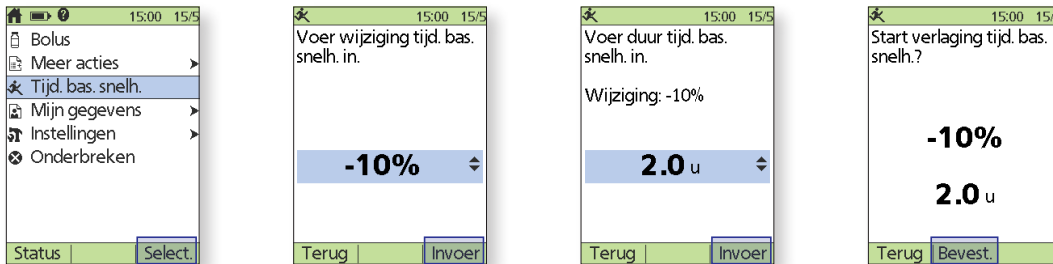 15:00 15/5
Bolus
Meer acties
Tijd. bas. snelh.
Mijn gegevens
Instellingen
Onderbreken
Status Select.
15:00 15/5
Voer wijziging tijd. bas.
snelh. in.
-10%
Terug Invoer
15:00 15/5
Voer duur tijd. bas.
snelh. in.
Wijziging: -10%
2.0 u
Terug Invoer
15:00 15/5
Start verlaging tijd. bas.
snelh.?
-10%
2.0 u
Terug Bevest.